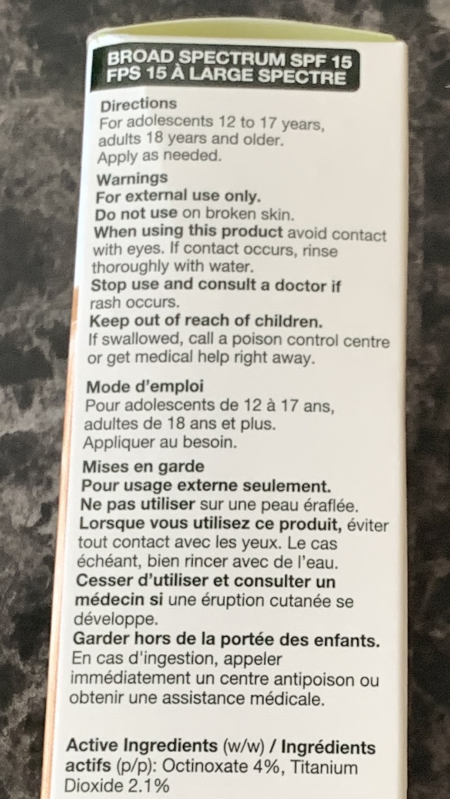 BROAD SPECTRUM SPF 15
FPS 15 À LARGE SPECTRE
Directions
For adolescents 12 to 17 years,
adults 18 years and older.
Apply as needed.
Warnings
For external use only.
Do not use on broken skin.
When using this product avoid contact
with eyes. If contact occurs, rinse
thoroughly with water.
Stop use and consult a doctor if
rash occurs.
Keep out of reach of children.
If swallowed, call a poison control centre
or get medical help right away.
Mode d'emploi
Pour adolescents de 12 à 17 ans,
adultes de 18 ans et plus.
Appliquer au besoin.
Mises en garde
Pour usage externe seulement.
Ne pas utiliser sur une peau éraflée.
Lorsque vous utilisez ce produit, éviter
tout contact avec les yeux. Le cas
échéant, bien rincer avec de l'eau.
Cesser d'utiliser et consulter un
médecin si une éruption cutanée se
développe.
Garder hors de la portée des enfants.
En cas d'ingestion, appeler
immédiatement un centre antipoison ou
obtenir une assistance médicale.
Active Ingredients (w/w) / Ingrédients
actifs (p/p): Octinoxate 4%, Titanium
Dioxide 2.1%